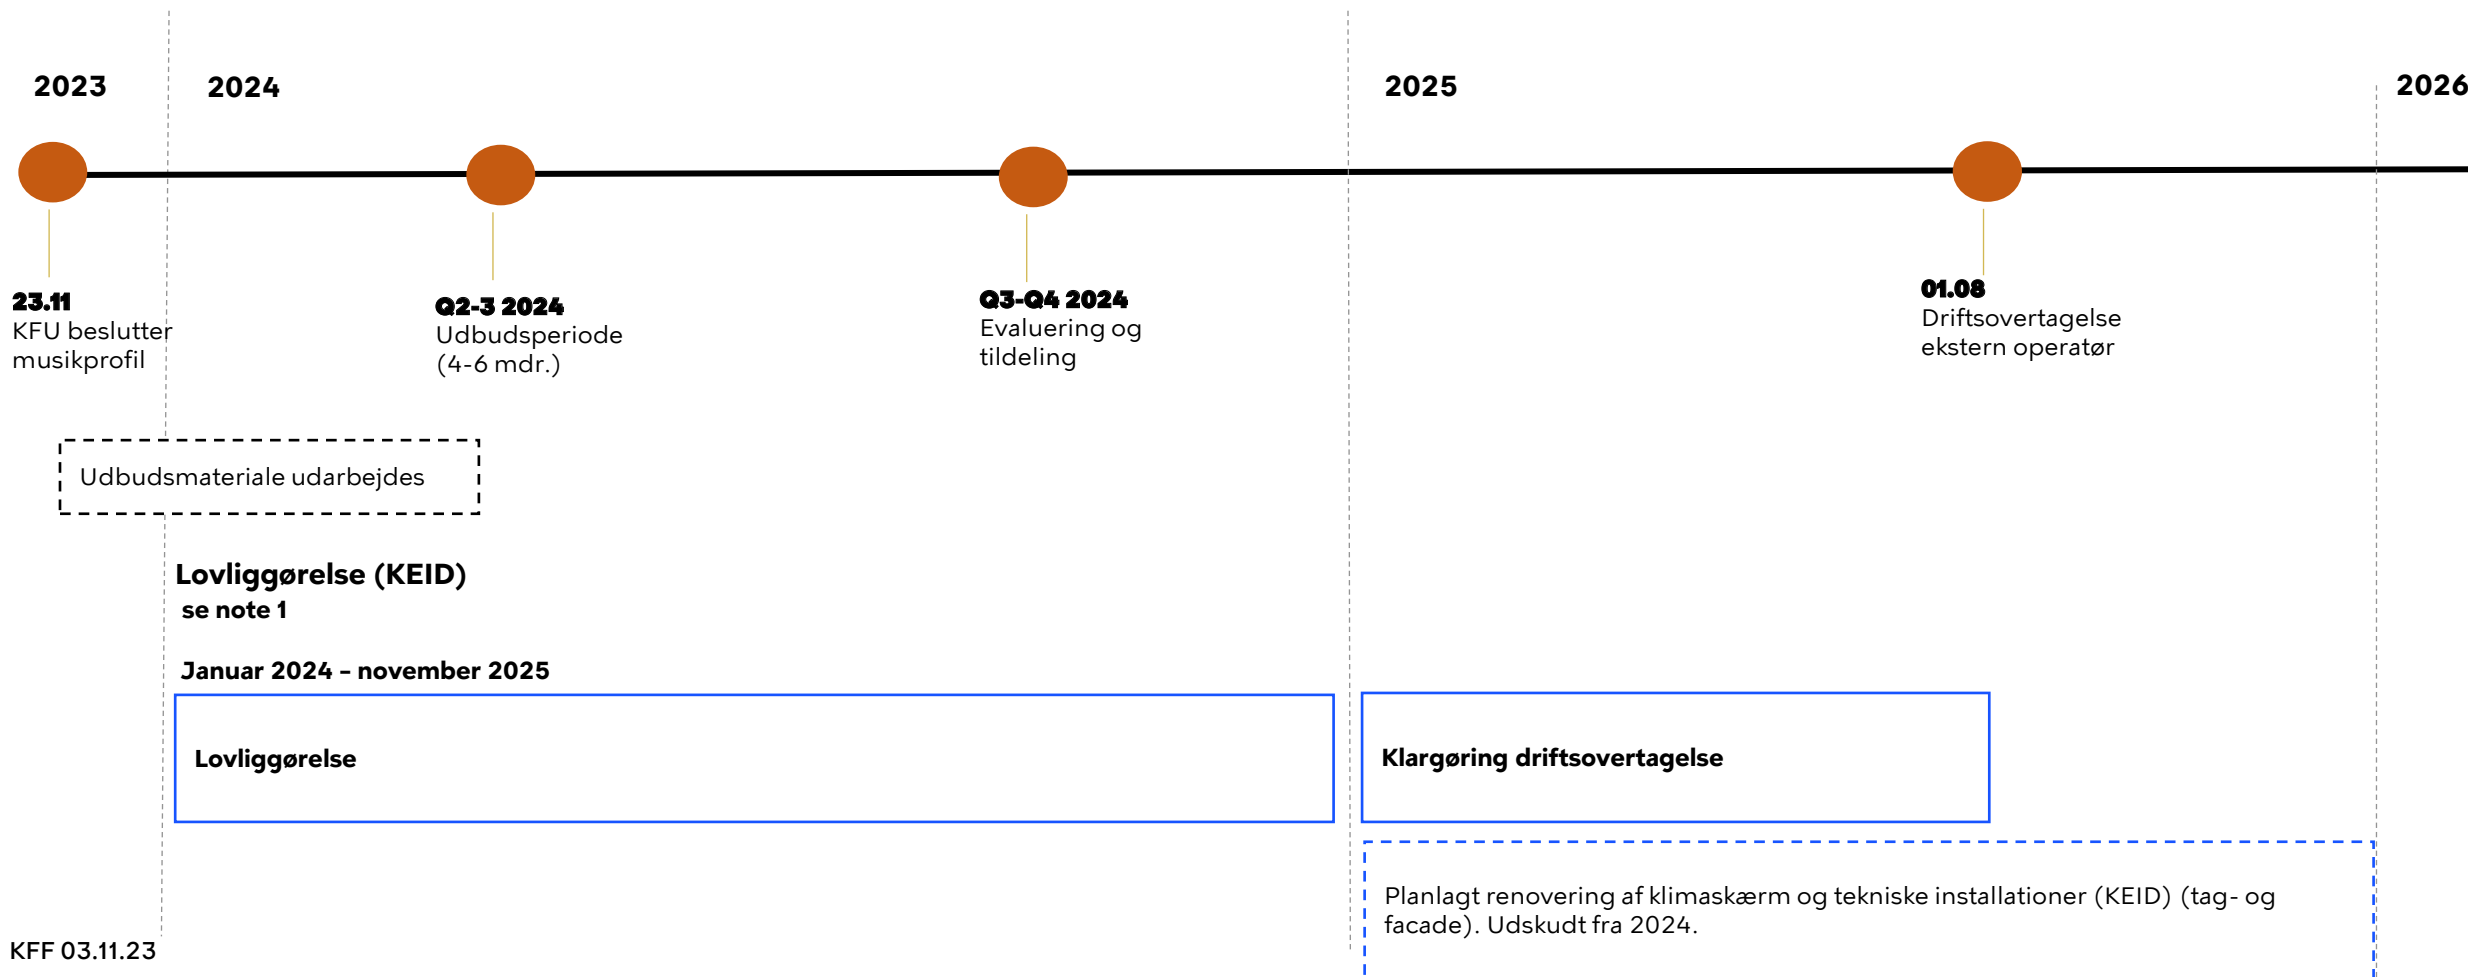 2023
2024
2025
2026
23.11
KFU beslutter
musikprofil
Q2-3 2024
Udbudsperiode
(4-6 mdr.)
Q3-Q4 2024
Evaluering og
tildeling
01.08
Driftsovertagelse
ekstern operatør
Udbudsmateriale udarbejdes
Lovliggørelse (KEID)
se note 1
Januar 2024 – november 2025
Lovliggørelse
Klargøring driftsovertagelse
Planlagt renovering af klimaskærm og tekniske installationer (KEID) (tag- og
facade). Udskudt fra 2024.
KFF 03.11.23